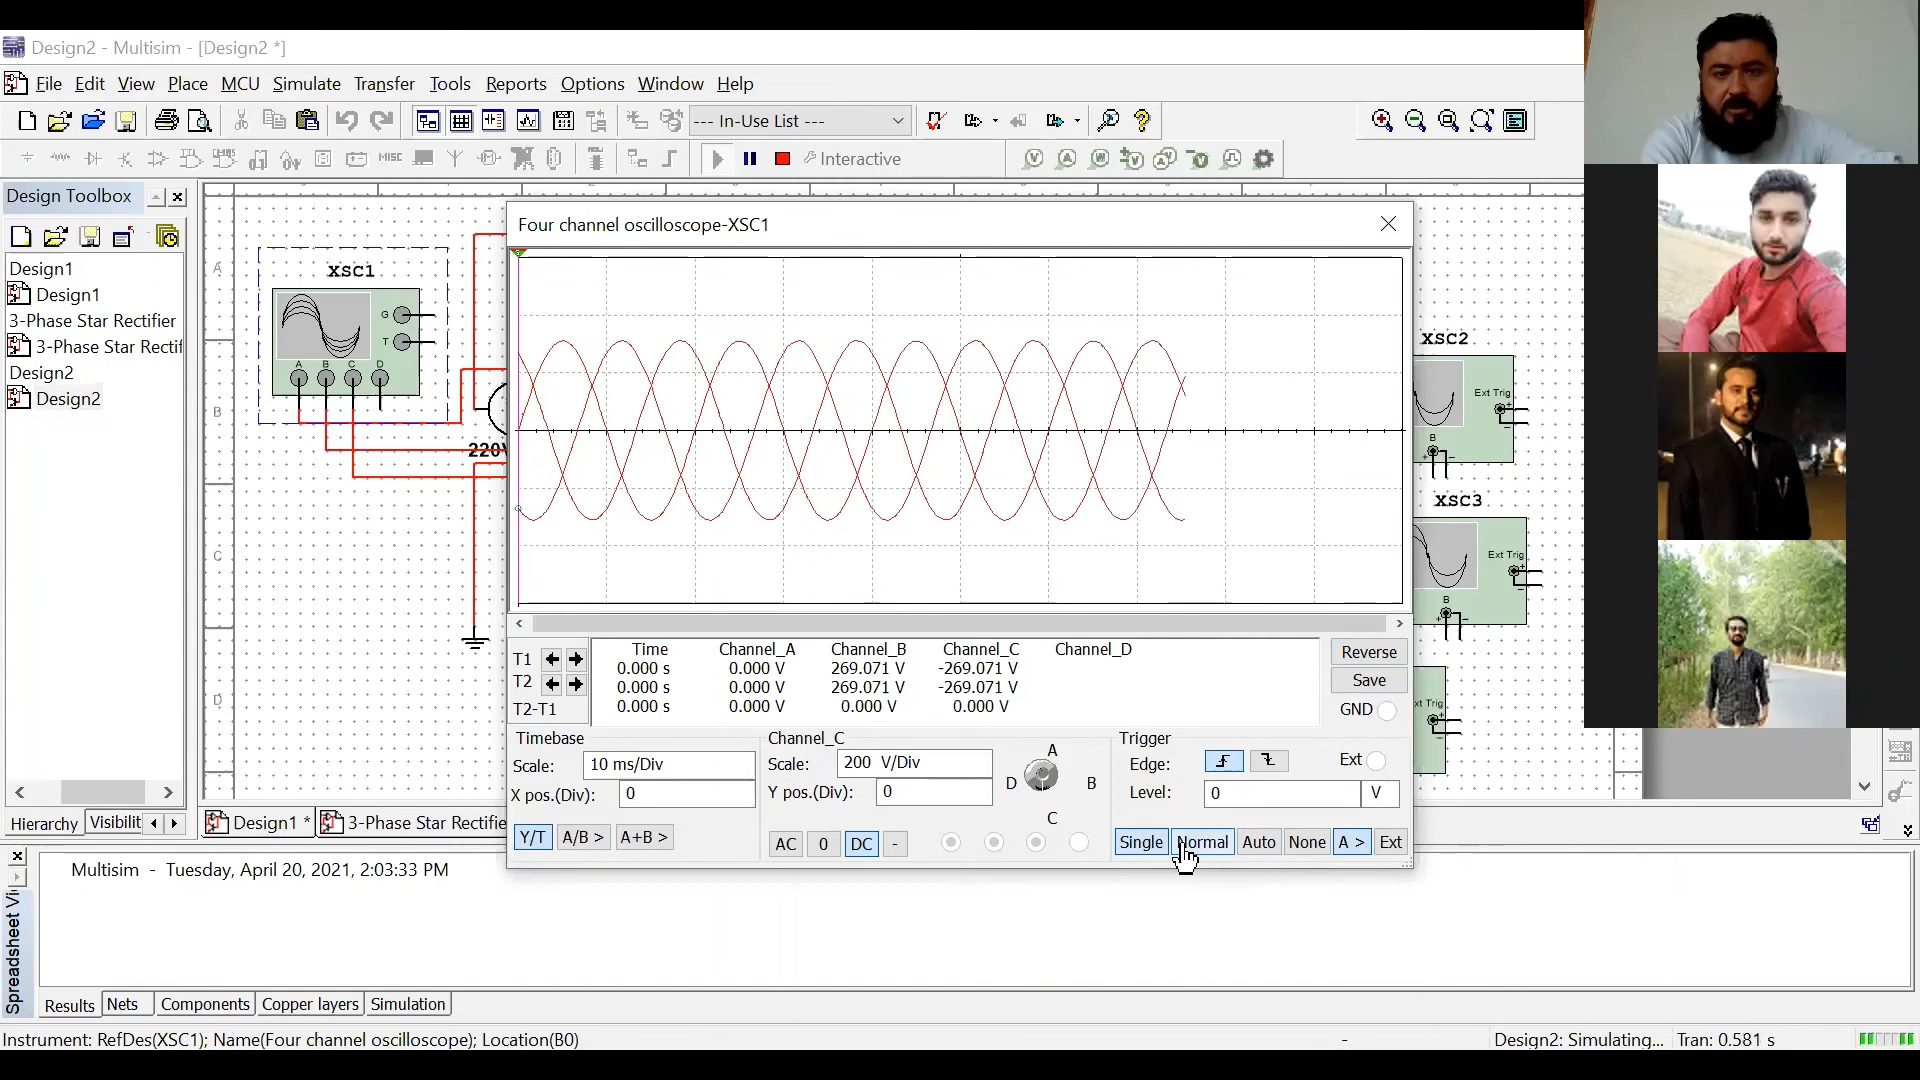 Design2 - Multisim - [Design2 *]
File Edit View Place MCU Simulate Transfer Tools Reports Options Window Help
--- In-Use List ---
MISC
Interactive
Design Toolbox
Design1
Design1
3-Phase Star Rectifier
3-Phase Star Rectif
Design2
Design2
Hierarchy
Visibilit
A
B
C
D
XSC1
G
T
A B C D
220V
Four channel oscilloscope-XSC1
Time Channel_A Channel_B Channel_C Channel_D
T1 0.000 s 0.000 V 269.071 V -269.071 V
T2 0.000 s 0.000 V 269.071 V -269.071 V
T2-T1 0.000 s 0.000 V 0.000 V 0.000 V
Reverse
Save
GND
Timebase
Scale: 10 ms/Div
X pos.(Div): 0
Y/T A/B > A+B >
Channel_C
Scale: 200 V/Div
Y pos.(Div): 0
AC 0 DC -
A
D B
C
Trigger
Edge: Ext
Level: 0 V
Single Normal Auto None A > Ext
XSC2
Ext Trig
B
XSC3
Ext Trig
B
xt Trig
Design1 * 3-Phase Star Rectifie
Multisim - Tuesday, April 20, 2021, 2:03:33 PM
Spreadsheet Vi
Results Nets Components Copper layers Simulation
Instrument: RefDes(XSC1); Name(Four channel oscilloscope); Location(B0) - Design2: Simulating... Tran: 0.581 s